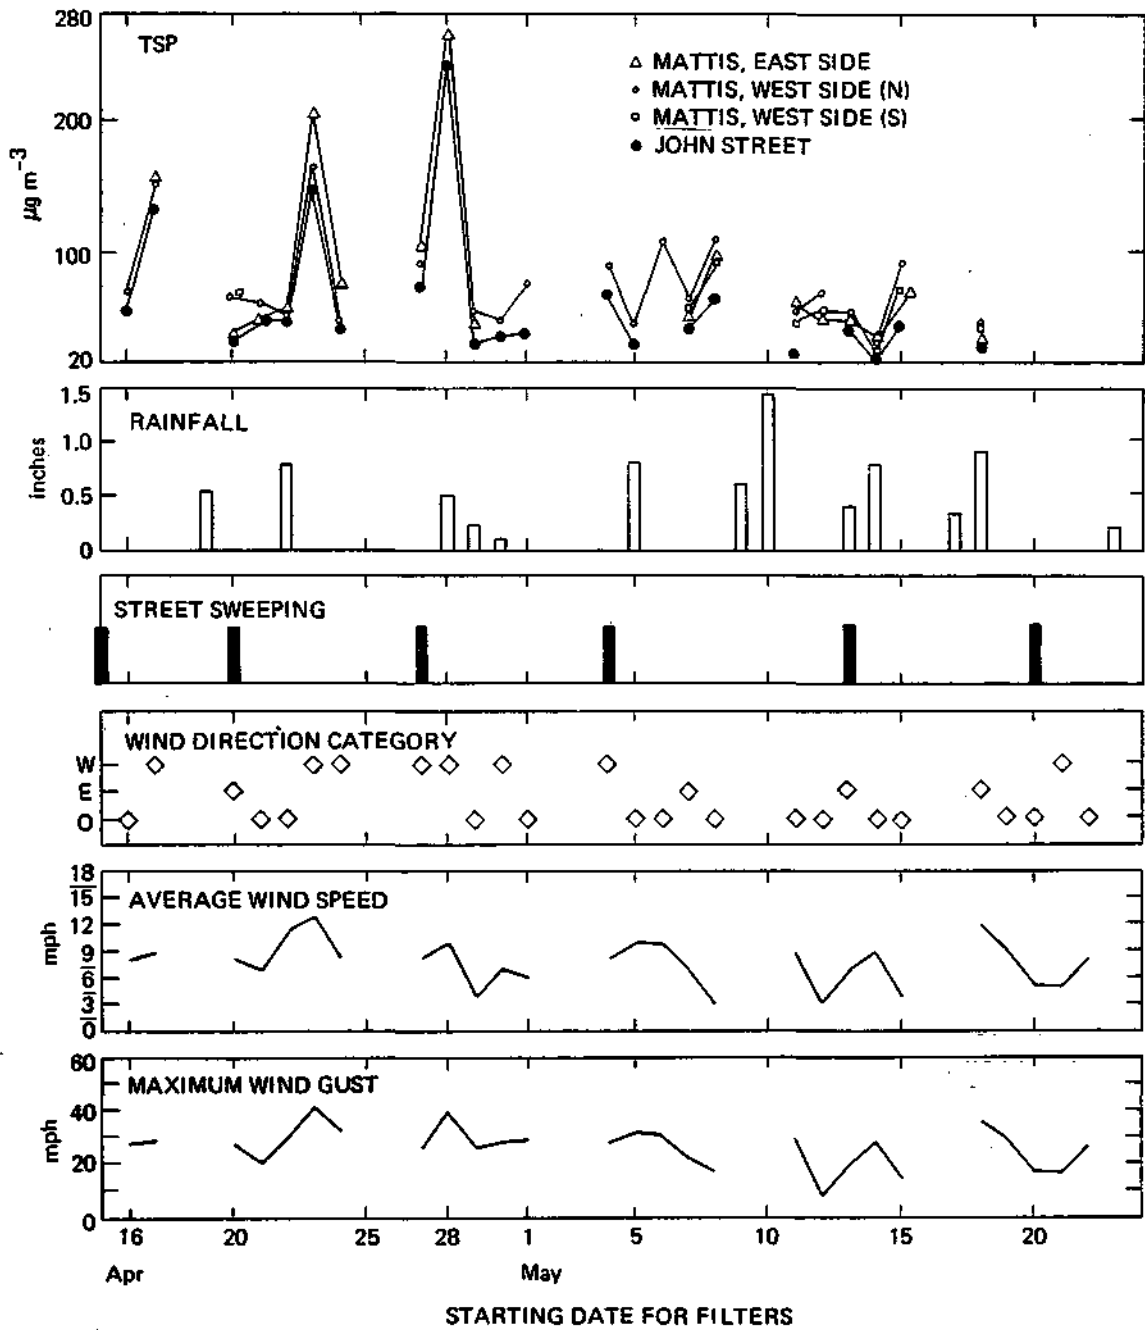 280
TSP
△ MATTIS, EAST SIDE
MATTIS, WEST SIDE (N)
MATTIS, WEST SIDE (S)
● JOHN STREET
200
µg m⁻³
100
20
1.5
RAINFALL
1.0
inches
0.5
0
STREET SWEEPING
WIND DIRECTION CATEGORY
W
E
O
18
AVERAGE WIND SPEED
15
12
mph
9
6
3
0
60
MAXIMUM WIND GUST
40
mph
20
0
16 20 25 28 1 5 10 15 20
Apr May
STARTING DATE FOR FILTERS